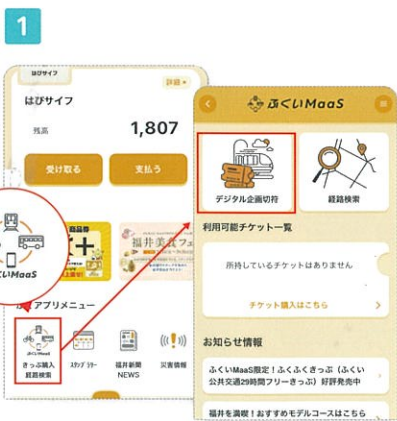 1
はぴサイフ
詳細
はぴサイフ
残高
1,807
受け取る
支払う
商品券
福井美食フェ
アプリメニュー
ふくいMaaS
きっぷ購入
経路検索
スタンプラリー
福井新聞
NEWS
災害情報
ふくいMaaS
デジタル企画切符
経路検索
利用可能チケット一覧
所持しているチケットはありません
チケット購入はこちら
お知らせ情報
ふくいMaaS限定！ふくふくきっぷ（ふくい
公共交通29時間フリーきっぷ）好評発売中
福井を満喫！おすすめモデルコースはこちら